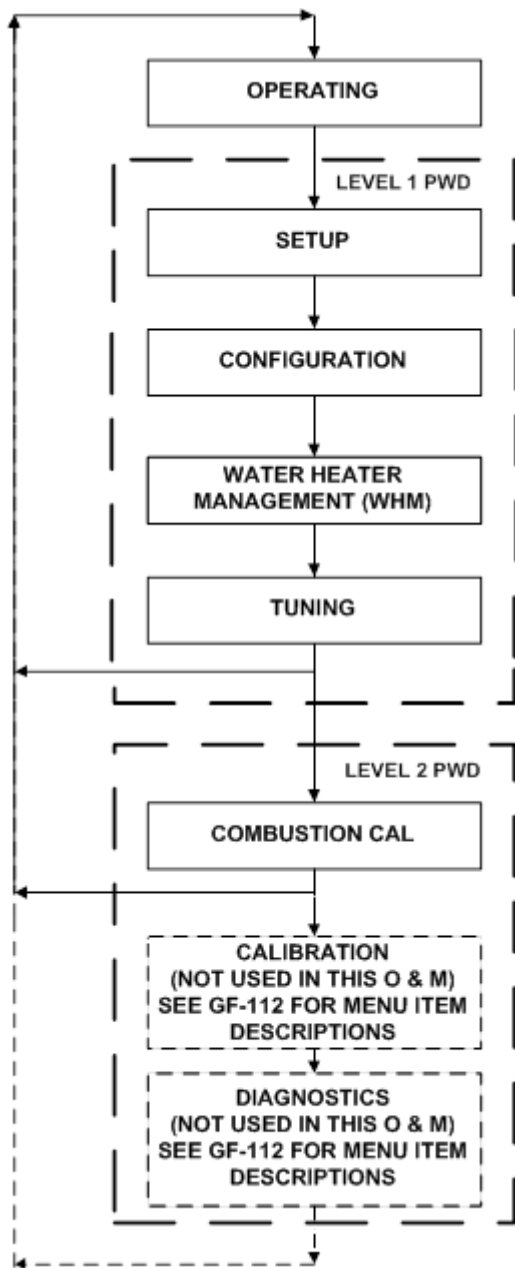 OPERATING
LEVEL 1 PWD
SETUP
CONFIGURATION
WATER HEATER
MANAGEMENT (WHM)
TUNING
LEVEL 2 PWD
COMBUSTION CAL
CALIBRATION
(NOT USED IN THIS O & M)
SEE GF-112 FOR MENU ITEM
DESCRIPTIONS
DIAGNOSTICS
(NOT USED IN THIS O & M)
SEE GF-112 FOR MENU ITEM
DESCRIPTIONS